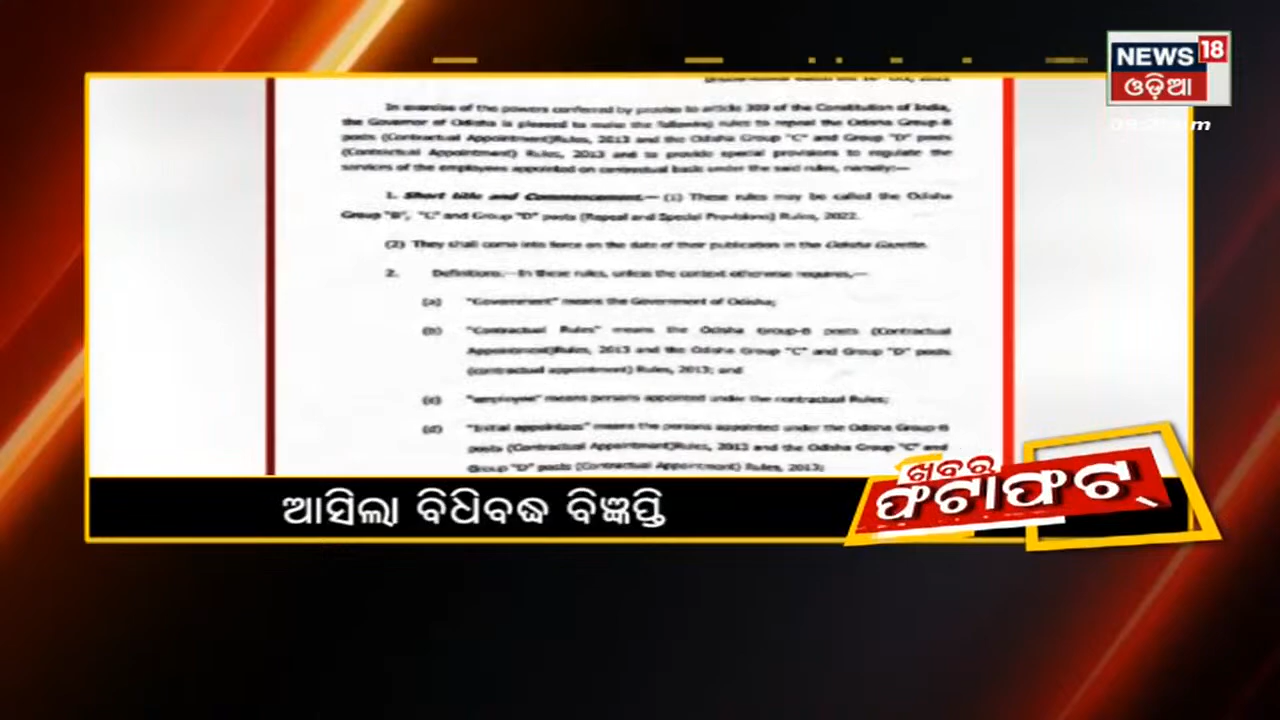 NEWS 18
ଓଡ଼ିଆ
In exercise of the powers conferred by proviso to article 309 of the Constitution of India,
the Governor of Odisha is pleased to make the following rules to repeal the Odisha Group-B
posts (Contractual Appointment)Rules, 2013 and the Odisha Group "C" and Group "D" posts
(Contractual Appointment) Rules, 2013 and to provide special provisions to regulate the
services of the employees appointed on contractual basis under the said rules, namely:—
1. Short title and Commencement.— (1) These rules may be called the Odisha
Group "B", "C" and Group "D" posts (Repeal and Special Provisions) Rules, 2022.
(2) They shall come into force on the date of their publication in the Odisha Gazette.
2. Definitions.—In these rules, unless the context otherwise requires,—
(a) "Government" means the Government of Odisha;
(b) "Contractual Rules" means the Odisha Group-B posts (Contractual
Appointment)Rules, 2013 and the Odisha Group "C" and Group "D" posts
(contractual appointment) Rules, 2013; and
(c) "employee" means persons appointed under the contractual Rules;
(d) "Initial appointees" means the persons appointed under the Odisha Group-B
posts (Contractual Appointment)Rules, 2013 and the Odisha Group "C" and
Group "D" posts (Contractual Appointment) Rules, 2013;
ଆସିଲା ବିଧିବଦ୍ଧ ବିଜ୍ଞପ୍ତି
ଖବର
ଫଟାଫଟ୍